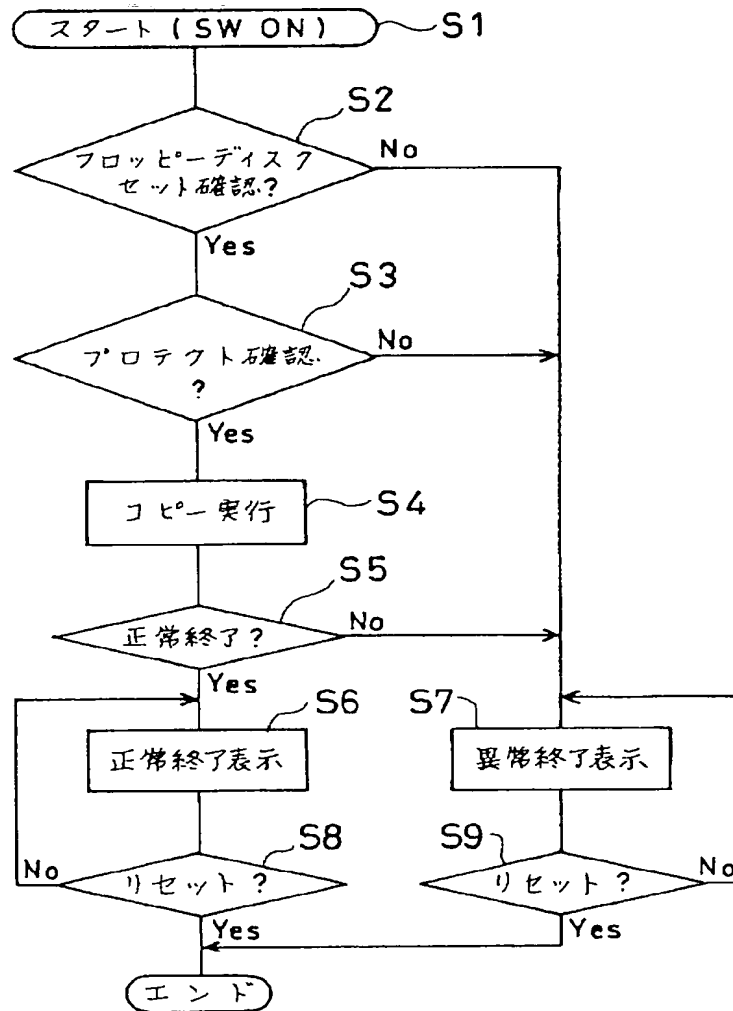 スタート(SW ON)
S1
S2
フロッピーディスク
セット確認?
No
Yes
S3
プロテクト確認
?
No
Yes
コピー実行
S4
S5
正常終了?
No
Yes
S6
正常終了表示
S7
異常終了表示
S8
リセット?
No
Yes
S9
リセット?
No
Yes
エンド